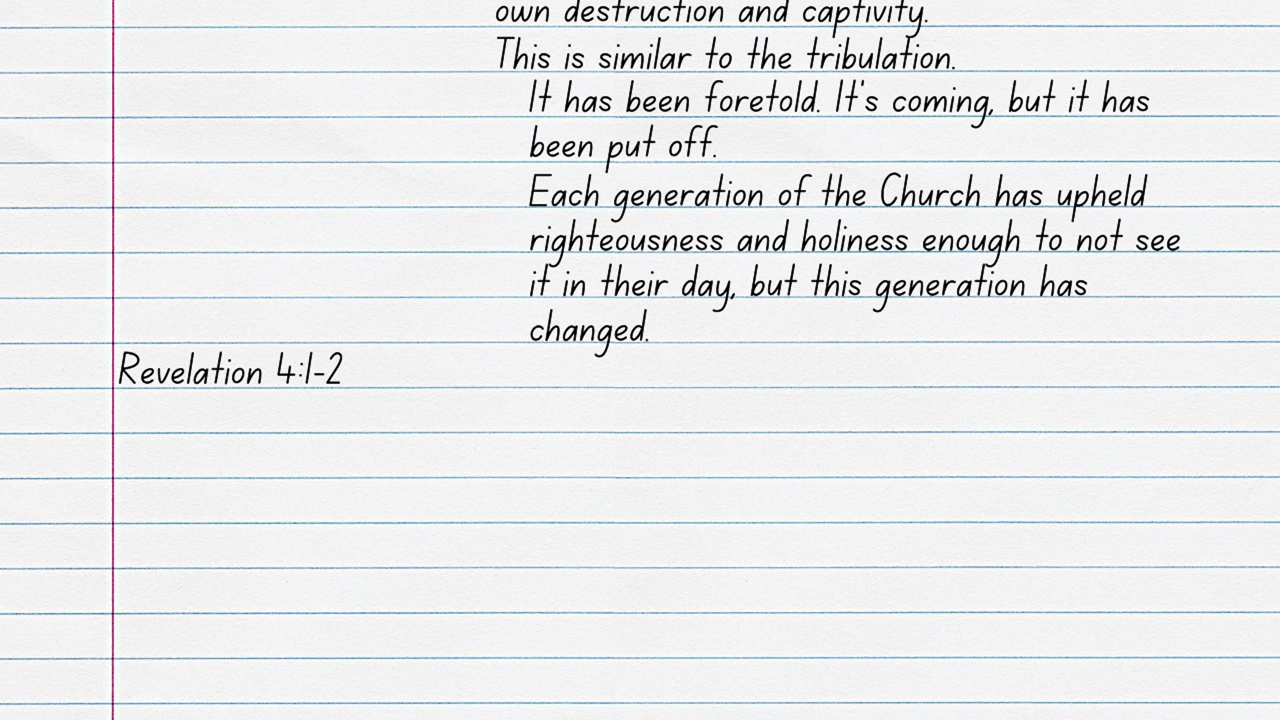 own destruction and captivity.
This is similar to the tribulation.
It has been foretold. It's coming, but it has
been put off.
Each generation of the Church has upheld
righteousness and holiness enough to not see
it in their day, but this generation has
changed.
Revelation 4:1-2